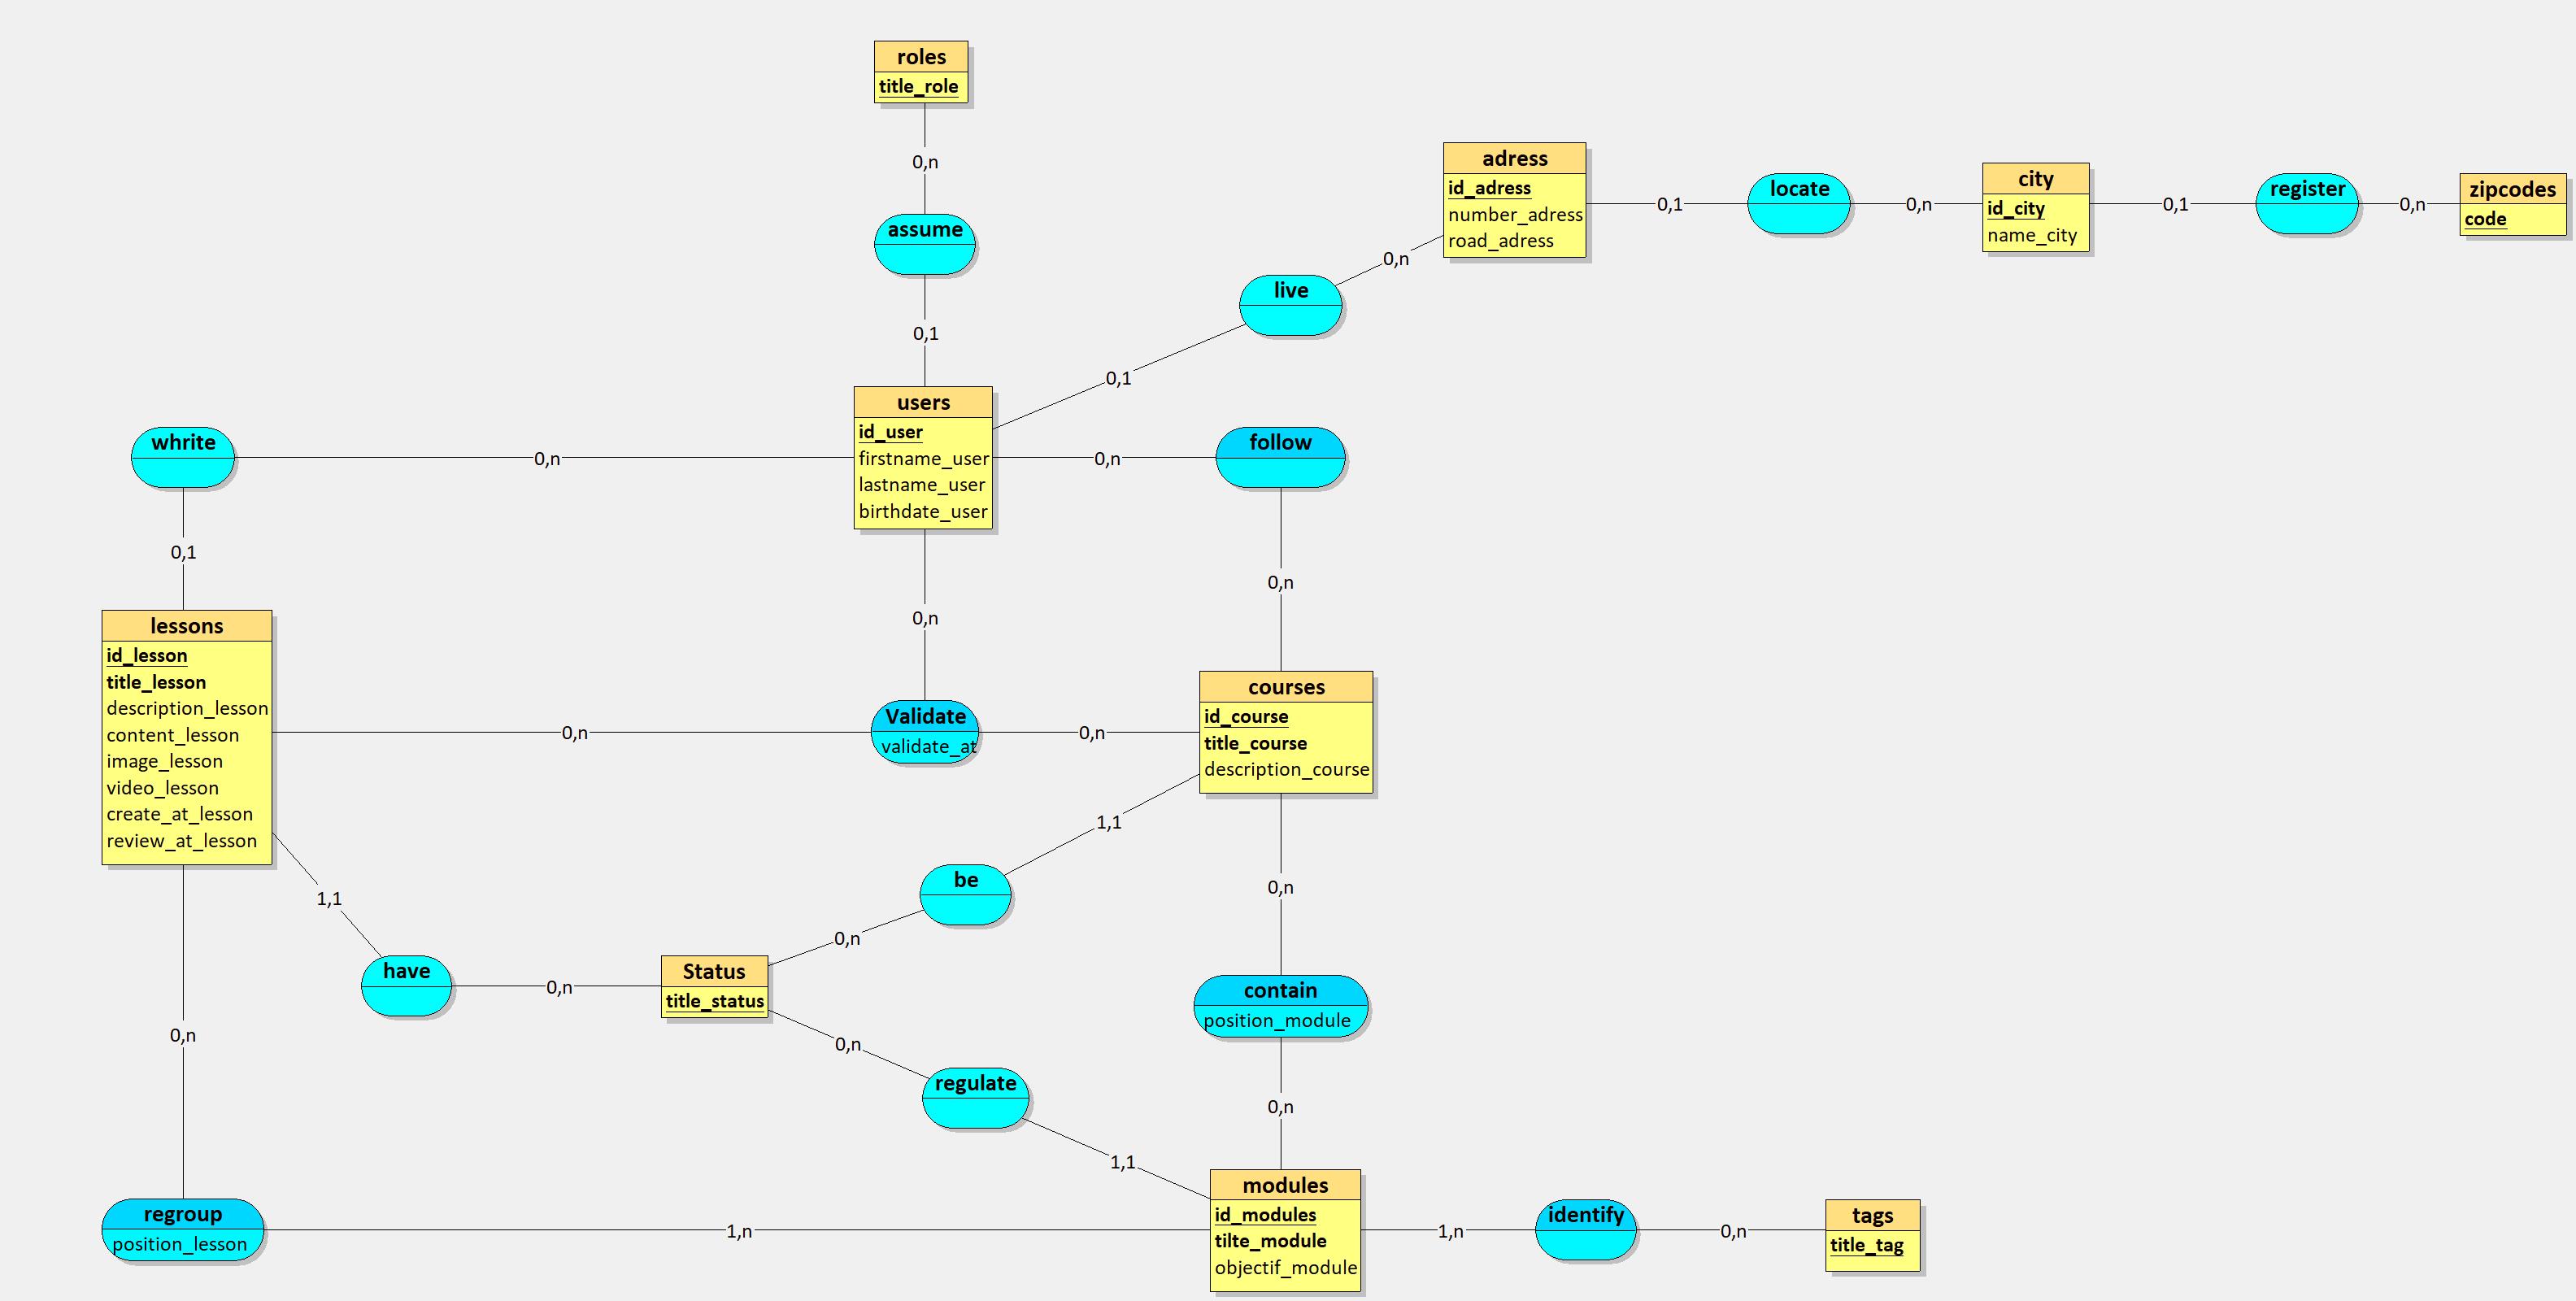 roles
title_role
0,n
assume
0,1
adress
id_adress
number_adress
road_adress
0,1
locate
0,n
city
id_city
name_city
0,1
register
0,n
zipcodes
code
0,n
live
0,1
users
id_user
firstname_user
lastname_user
birthdate_user
whrite
0,n
0,n
follow
0,1
0,n
0,n
lessons
id_lesson
title_lesson
description_lesson
content_lesson
image_lesson
video_lesson
create_at_lesson
review_at_lesson
0,n
Validate
validate_at
0,n
courses
id_course
title_course
description_course
1,1
be
0,n
1,1
have
0,n
Status
title_status
0,n
regulate
1,1
0,n
contain
position_module
0,n
0,n
regroup
position_lesson
1,n
modules
id_modules
tilte_module
objectif_module
1,n
identify
0,n
tags
title_tag